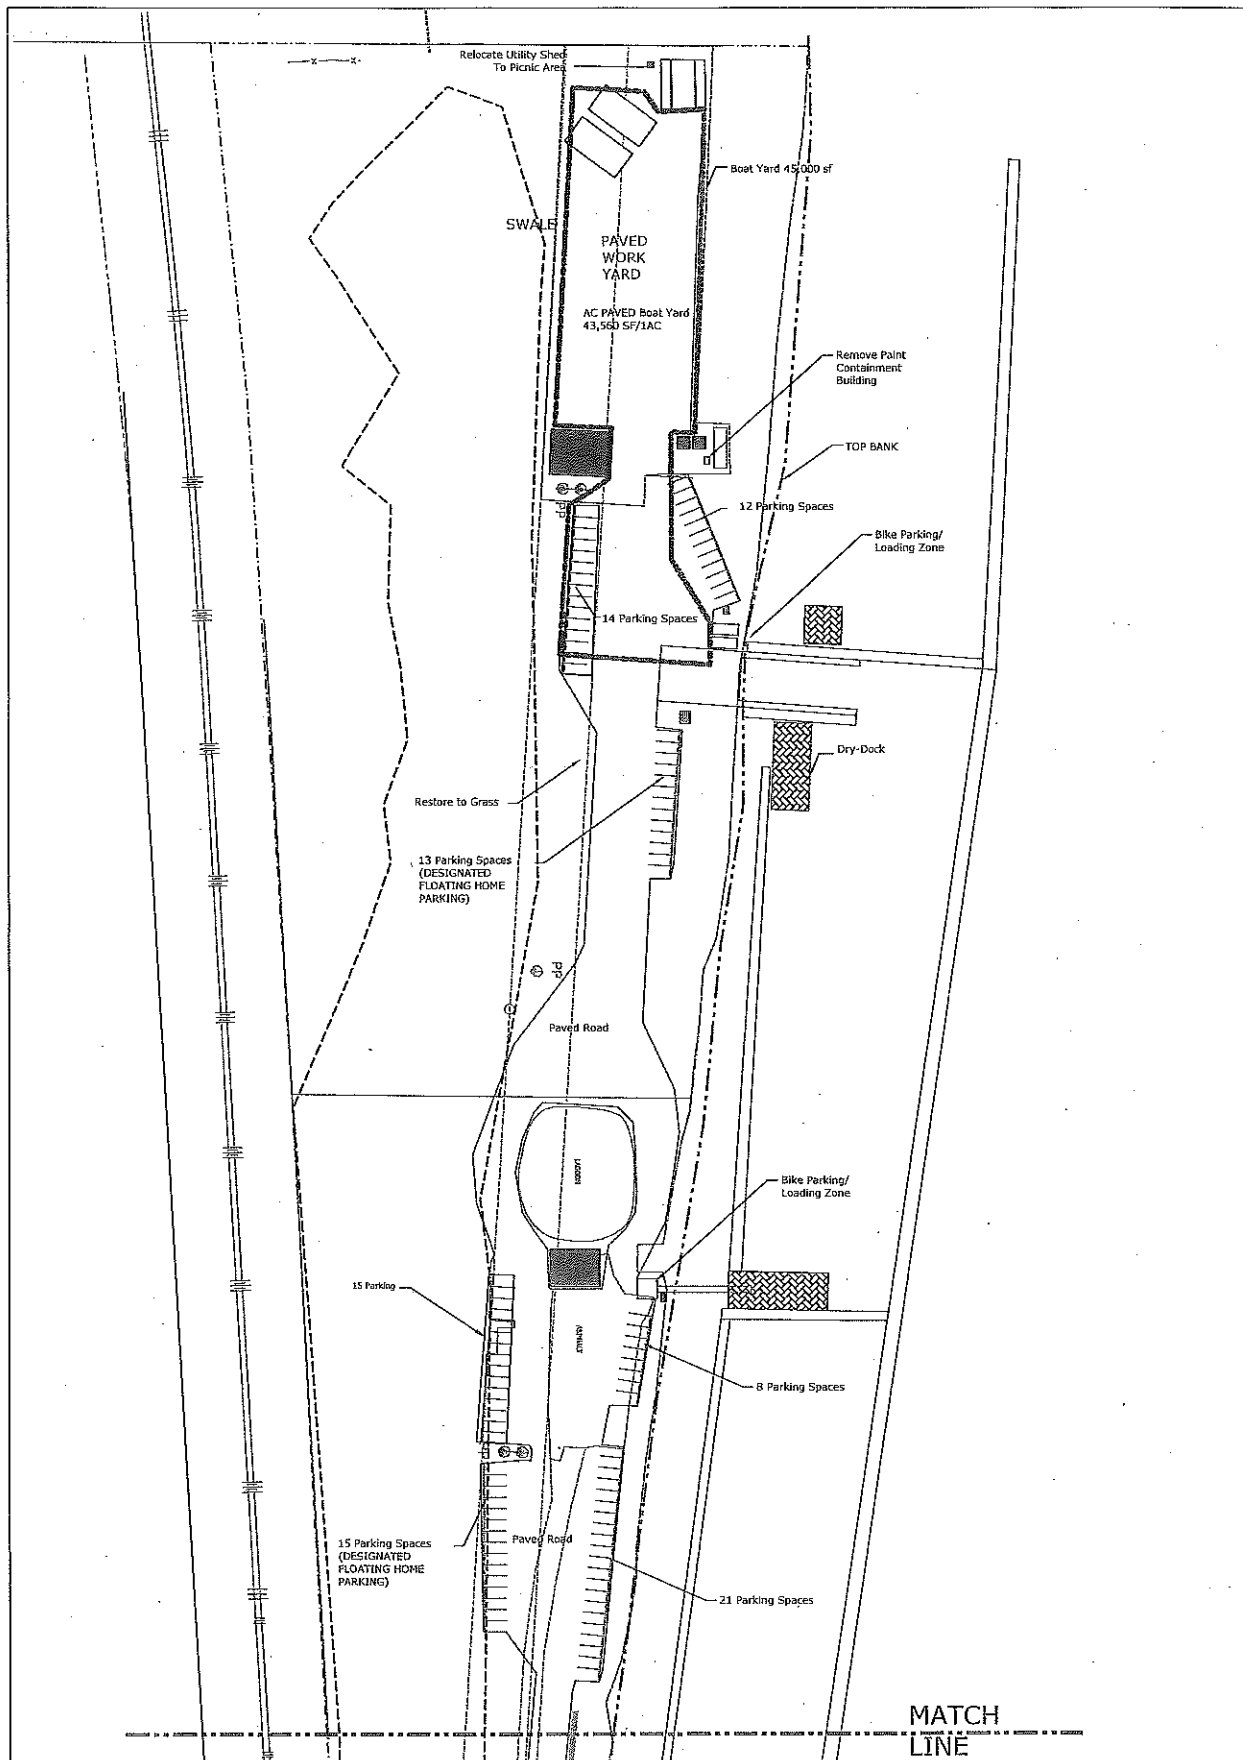 Relocate Utility Shed
To Picnic Area
Boat Yard 45,000 sf
SWALE
PAVED
WORK
YARD
AC PAVED Boat Yard
43,560 SF/1AC
Remove Paint
Containment
Building
TOP BANK
12 Parking Spaces
Bike Parking/
Loading Zone
14 Parking Spaces
Dry-Dock
Restore to Grass
13 Parking Spaces
(DESIGNATED
FLOATING HOME
PARKING)
pp
Paved Road
LAGOON
Bike Parking/
Loading Zone
15 Parking
ASPHALT
8 Parking Spaces
15 Parking Spaces
(DESIGNATED
FLOATING HOME
PARKING)
Paved Road
21 Parking Spaces
MATCH
LINE